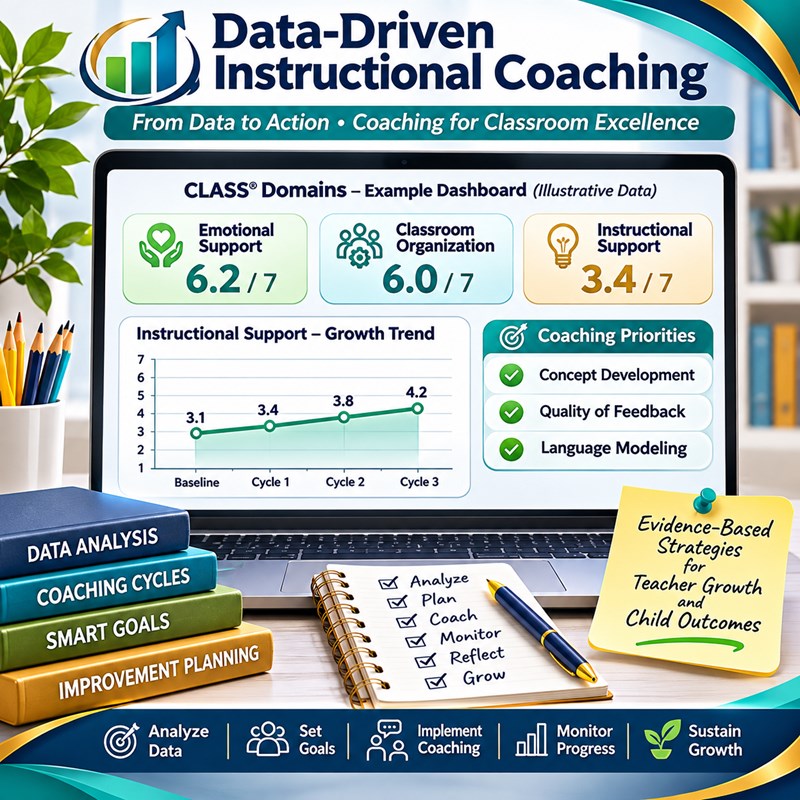 Data-Driven
Instructional Coaching
From Data to Action • Coaching for Classroom Excellence
CLASS® Domains – Example Dashboard (Illustrative Data)
Emotional
Support
6.2 / 7
Classroom
Organization
6.0 / 7
Instructional
Support
3.4 / 7
Instructional Support – Growth Trend
7
6
5
4
3
2
1
3.1
3.4
3.8
4.2
Baseline
Cycle 1
Cycle 2
Cycle 3
Coaching Priorities
Concept Development
Quality of Feedback
Language Modeling
DATA ANALYSIS
COACHING CYCLES
SMART GOALS
IMPROVEMENT PLANNING
Analyze
Plan
Coach
Monitor
Reflect
Grow
Evidence-Based
Strategies
for
Teacher Growth
and
Child Outcomes
Analyze
Data
Set
Goals
Implement
Coaching
Monitor
Progress
Sustain
Growth